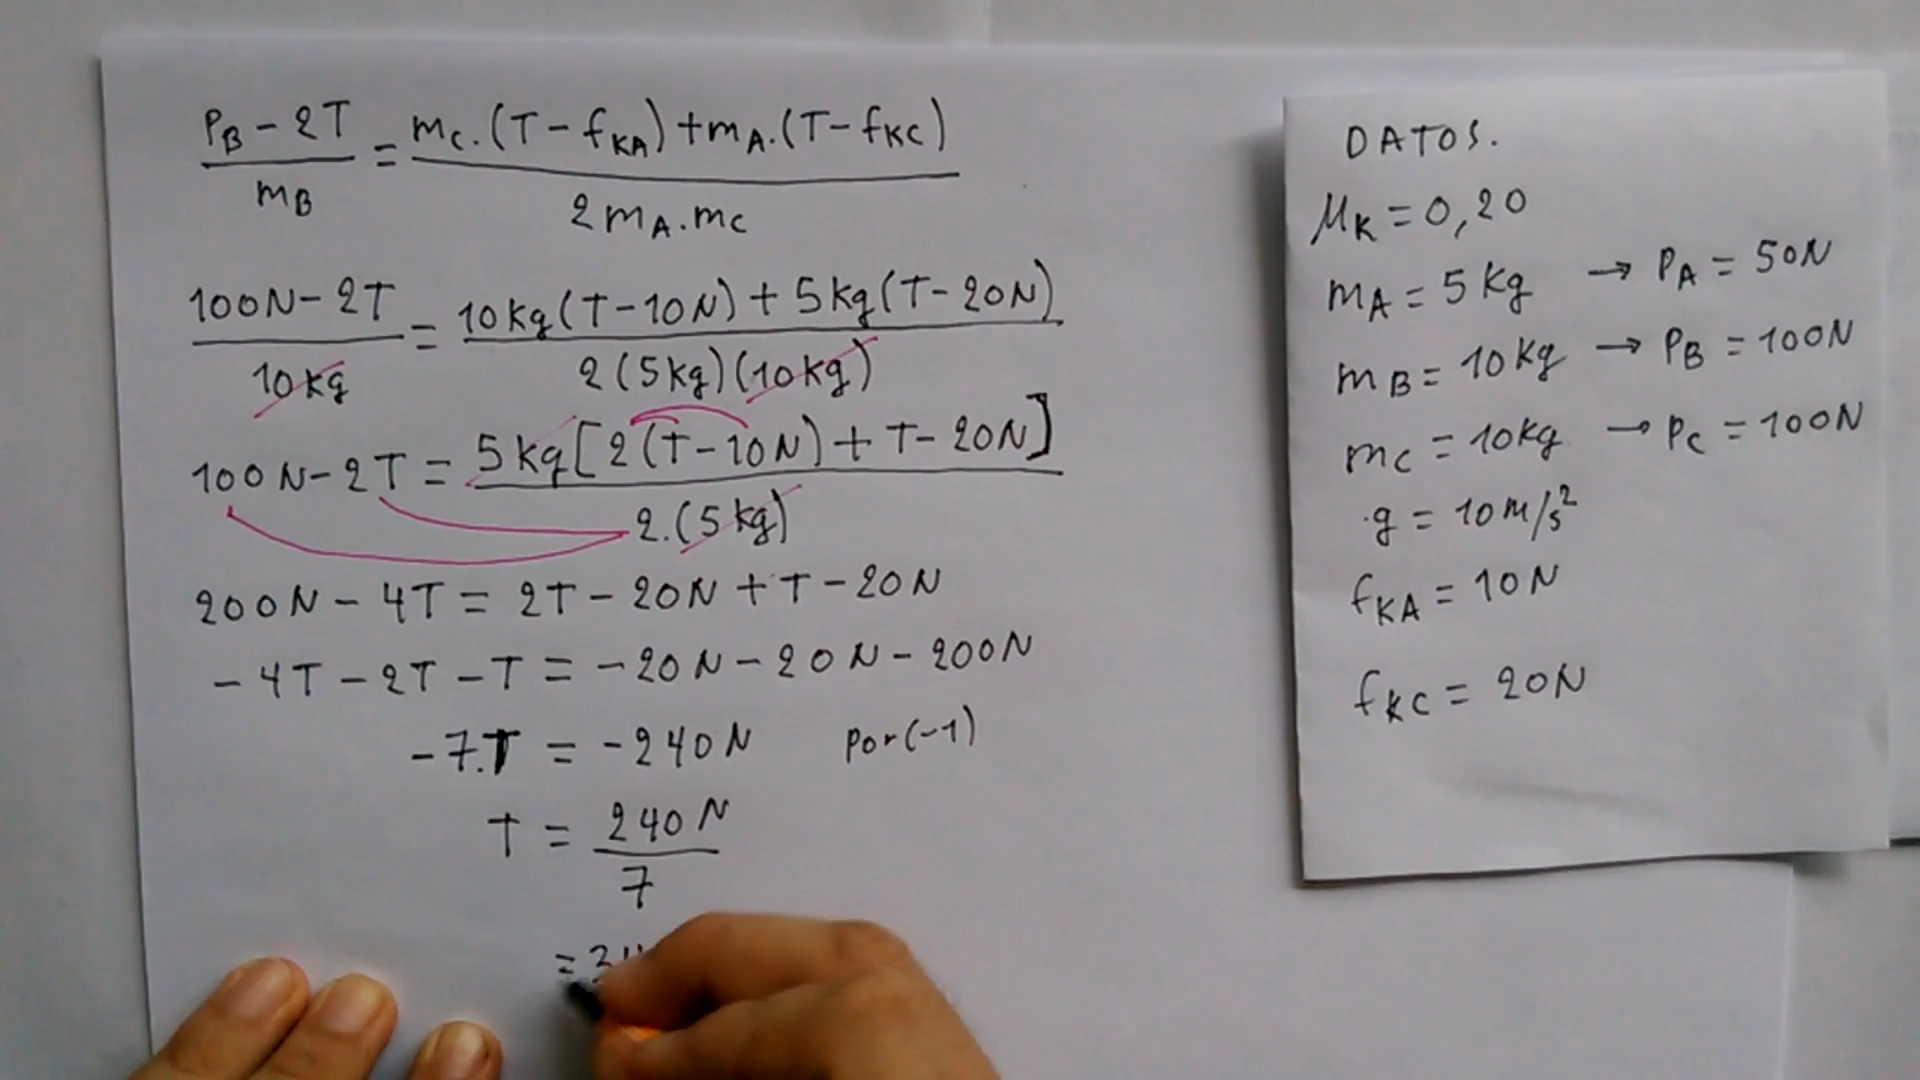 (P_B - 2T)/m_B = (m_C.(T - f_KA) + m_A.(T - f_KC))/(2 m_A.m_C)
(100N - 2T)/(10kg) = (10kg(T - 10N) + 5kg(T - 20N))/(2(5kg)(10kg))
100N - 2T = (5kg[2(T - 10N) + T - 20N])/(2.(5kg))
200N - 4T = 2T - 20N + T - 20N
-4T - 2T - T = -20N - 20N - 200N
-7.T = -240N por(-1)
T = (240N)/7
DATOS.
μ_K = 0,20
m_A = 5Kg → P_A = 50N
m_B = 10Kg → P_B = 100N
m_C = 10kg → P_C = 100N
g = 10m/s²
f_KA = 10N
f_KC = 20N